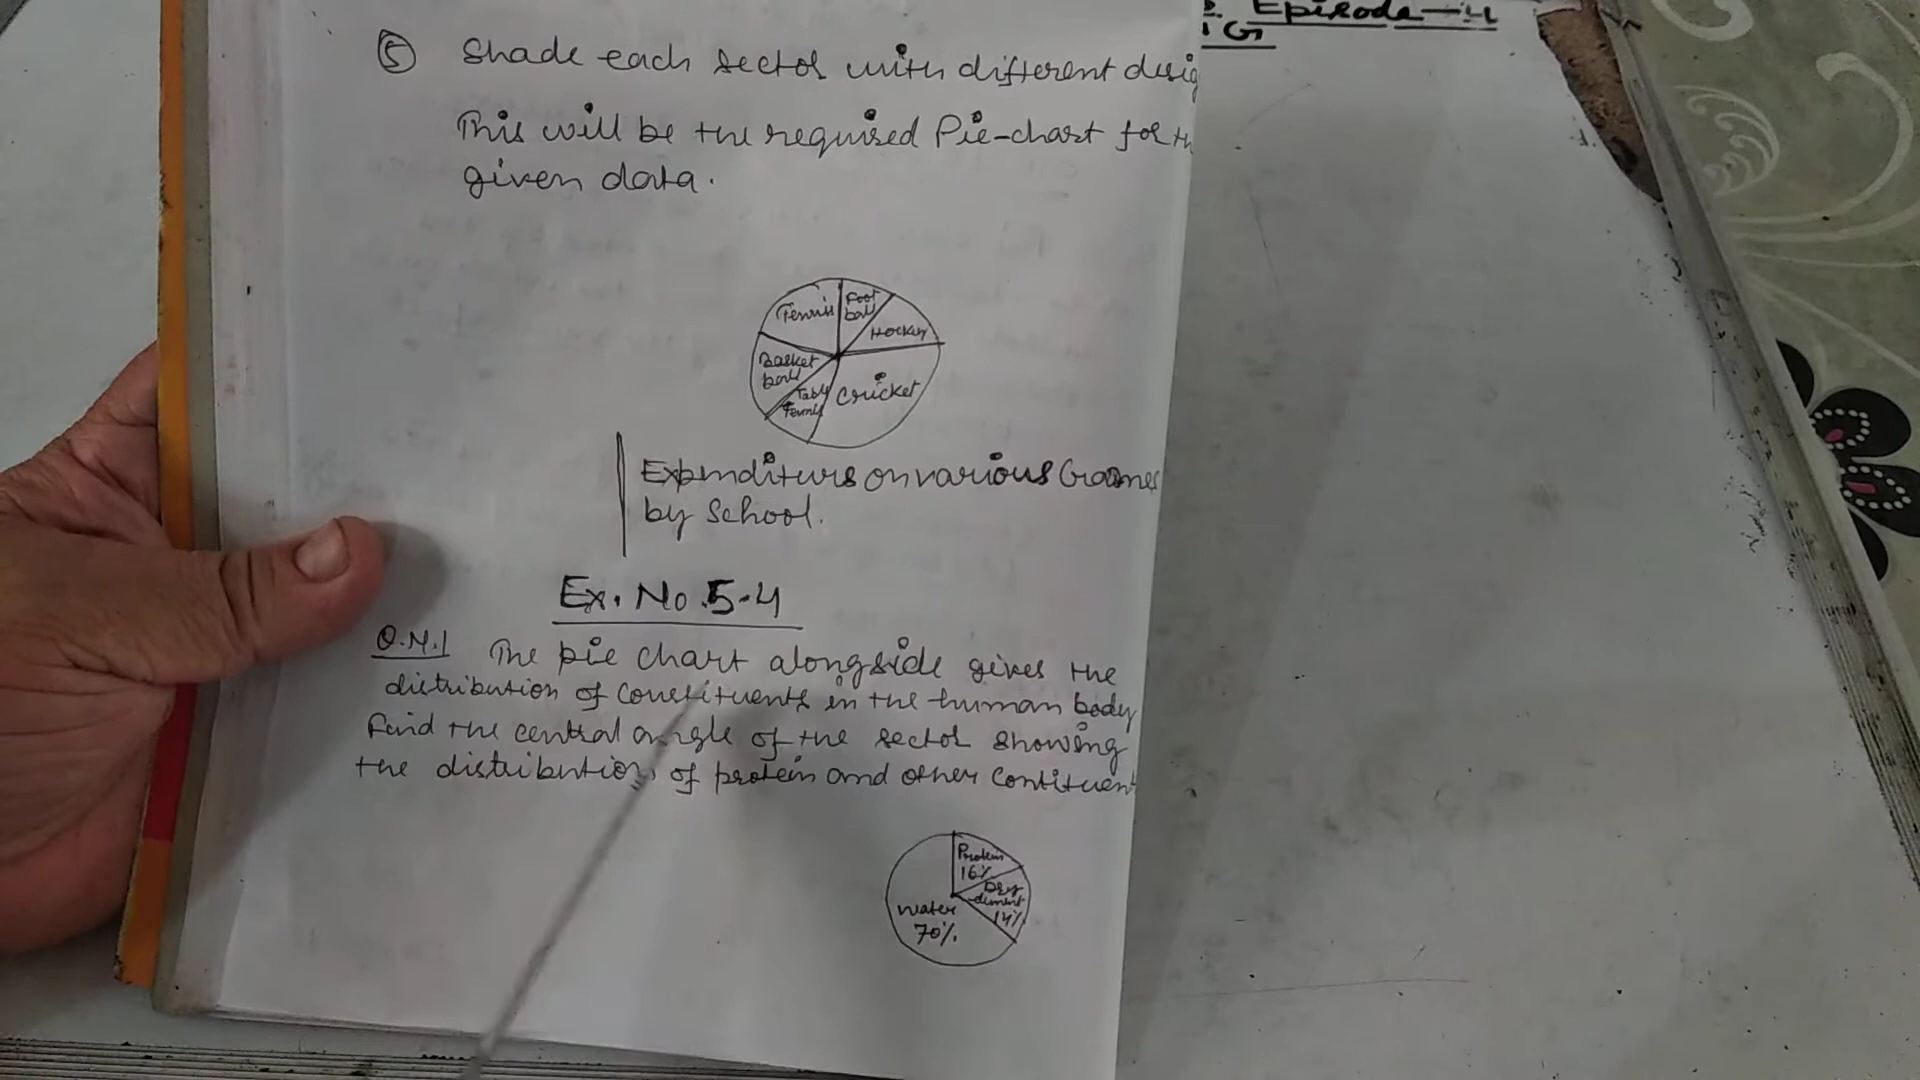 Episode-4
G
⑤ Shade each sector with different desig
This will be the required Pie-chart for th
given data.
Tennis
Foot
ball
Hockey
Basket
ball
Table
Tennis
Cricket
Expenditure on various Games
by School.
Ex. No. 5.4
Q.N.1 The pie chart alongside gives the
distribution of constituents in the human body
Find the central angle of the sector showing
the distribution of protein and other contituent
Protein
16%
Dry
element
14%
Water
70%